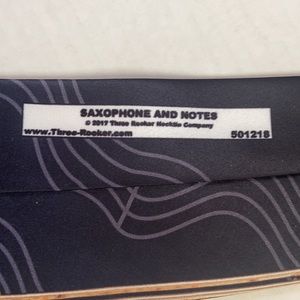 SAXOPHONE AND NOTES
© 2017 Three Rooker Necktie Company
www.Three-Rooker.com 501218